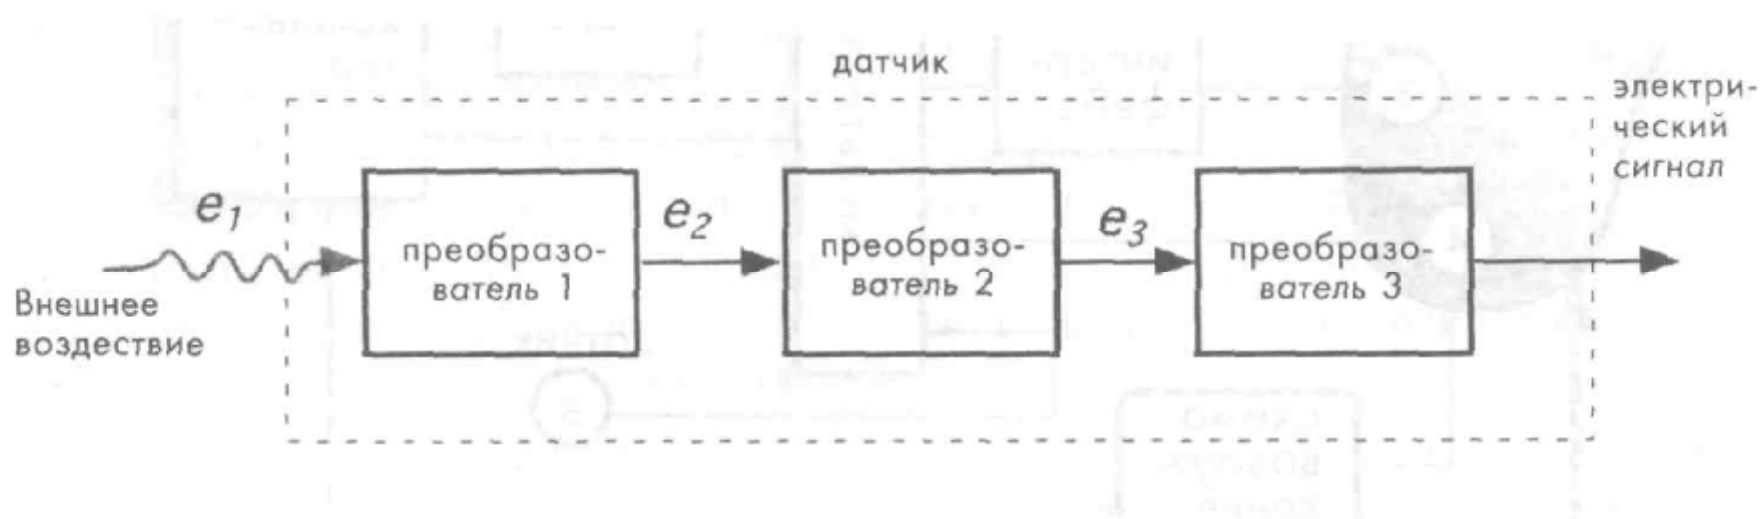 датчик
электри-
ческий
сигнал
e1
e2
e3
преобразо-
ватель 1
преобразо-
ватель 2
преобразо-
ватель 3
Внешнее
воздествие